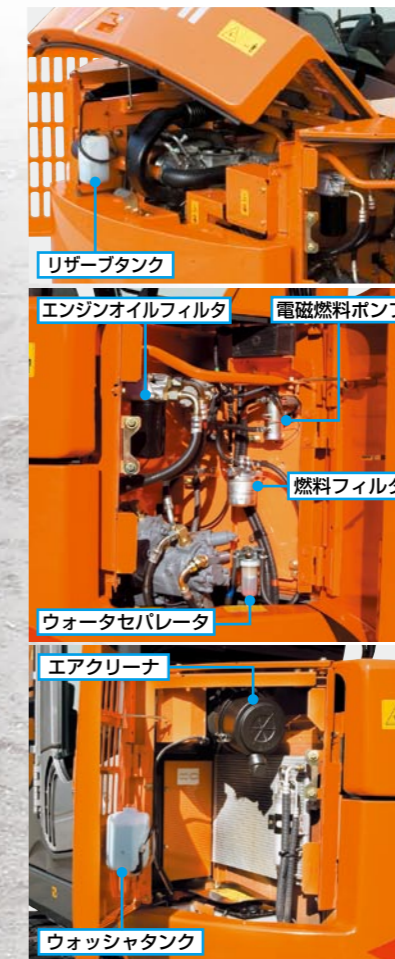 リザーブタンク
エンジンオイルフィルタ
電磁燃料ポンプ
燃料フィルタ
ウォータセパレータ
エアクリーナ
ウォッシャタンク